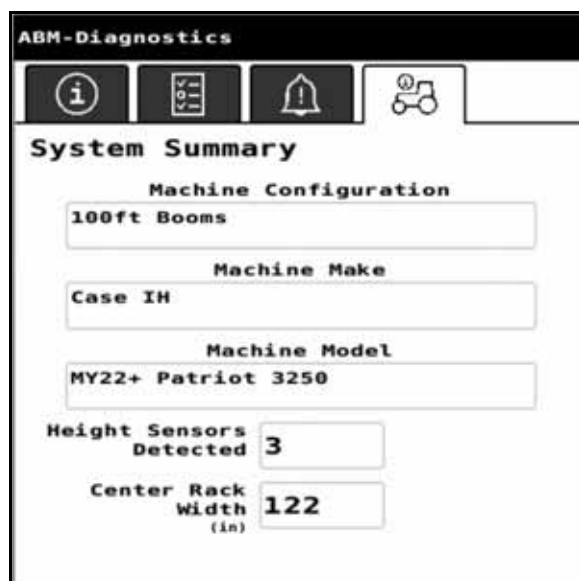 ABM-Diagnostics
System Summary
Machine Configuration
100ft Booms
Machine Make
Case IH
Machine Model
MY22+ Patriot 3250
Height Sensors
Detected
3
Center Rack
Width
(in)
122